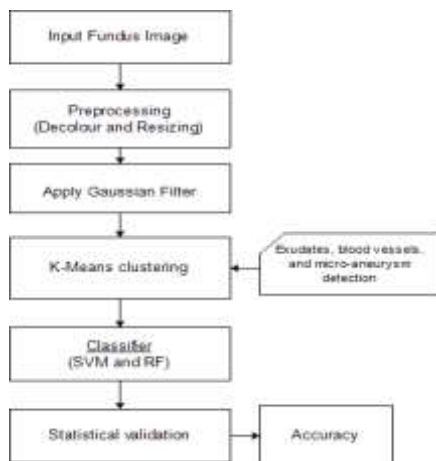 Input Fundus Image
Preprocessing
(Decolour and Resizing)
Apply Gaussian Filter
K-Means clustering
Exudates, blood vessels,
and micro-aneurysm
detection
Classifier
(SVM and RF)
Statistical validation
Accuracy